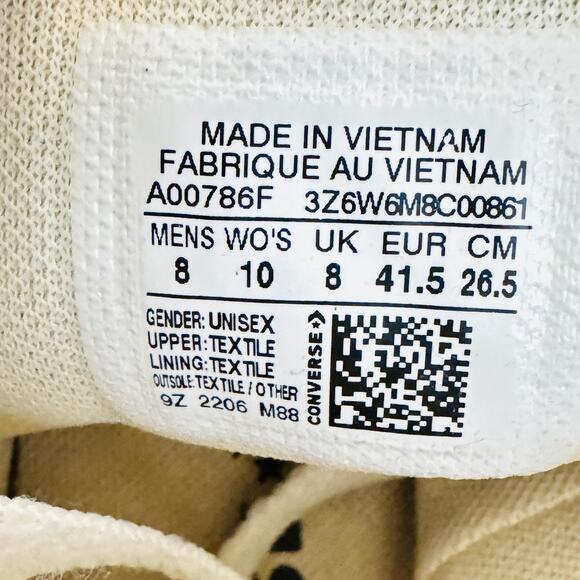 MADE IN VIETNAM
FABRIQUE AU VIETNAM
A00786F 3Z6W6M8C00861
MENS WO'S UK EUR CM
8 10 8 41.5 26.5
GENDER: UNISEX
UPPER: TEXTILE
LINING: TEXTILE
OUTSOLE: TEXTILE / OTHER
9Z 2206 M88
CONVERSE